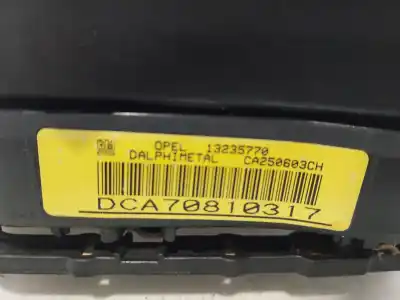 OPEL 13235770
DALPHIMETAL CA250603CH
DCA70810317